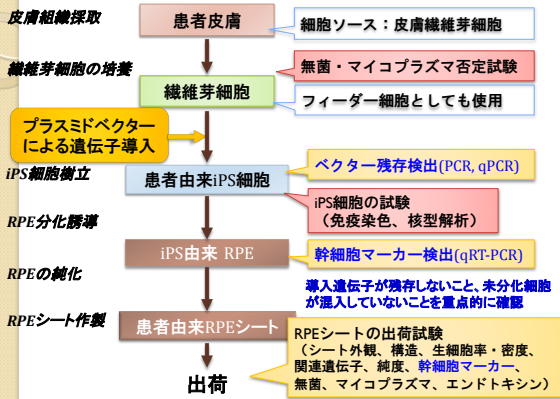 皮膚組織採取
患者皮膚
細胞ソース：皮膚繊維芽細胞
繊維芽細胞の培養
無菌・マイコプラズマ否定試験
繊維芽細胞
フィーダー細胞としても使用
プラスミドベクター
による遺伝子導入
iPS細胞樹立
患者由来iPS細胞
ベクター残存検出(PCR, qPCR)
iPS細胞の試験
（免疫染色、核型解析）
RPE分化誘導
iPS由来 RPE
幹細胞マーカー検出(qRT-PCR)
RPEの純化
導入遺伝子が残存しないこと、未分化細胞
が混入していないことを重点的に確認
RPEシート作製
患者由来RPEシート
RPEシートの出荷試験
（シート外観、構造、生細胞率・密度、
関連遺伝子、純度、幹細胞マーカー、
無菌、マイコプラズマ、エンドトキシン）
出荷